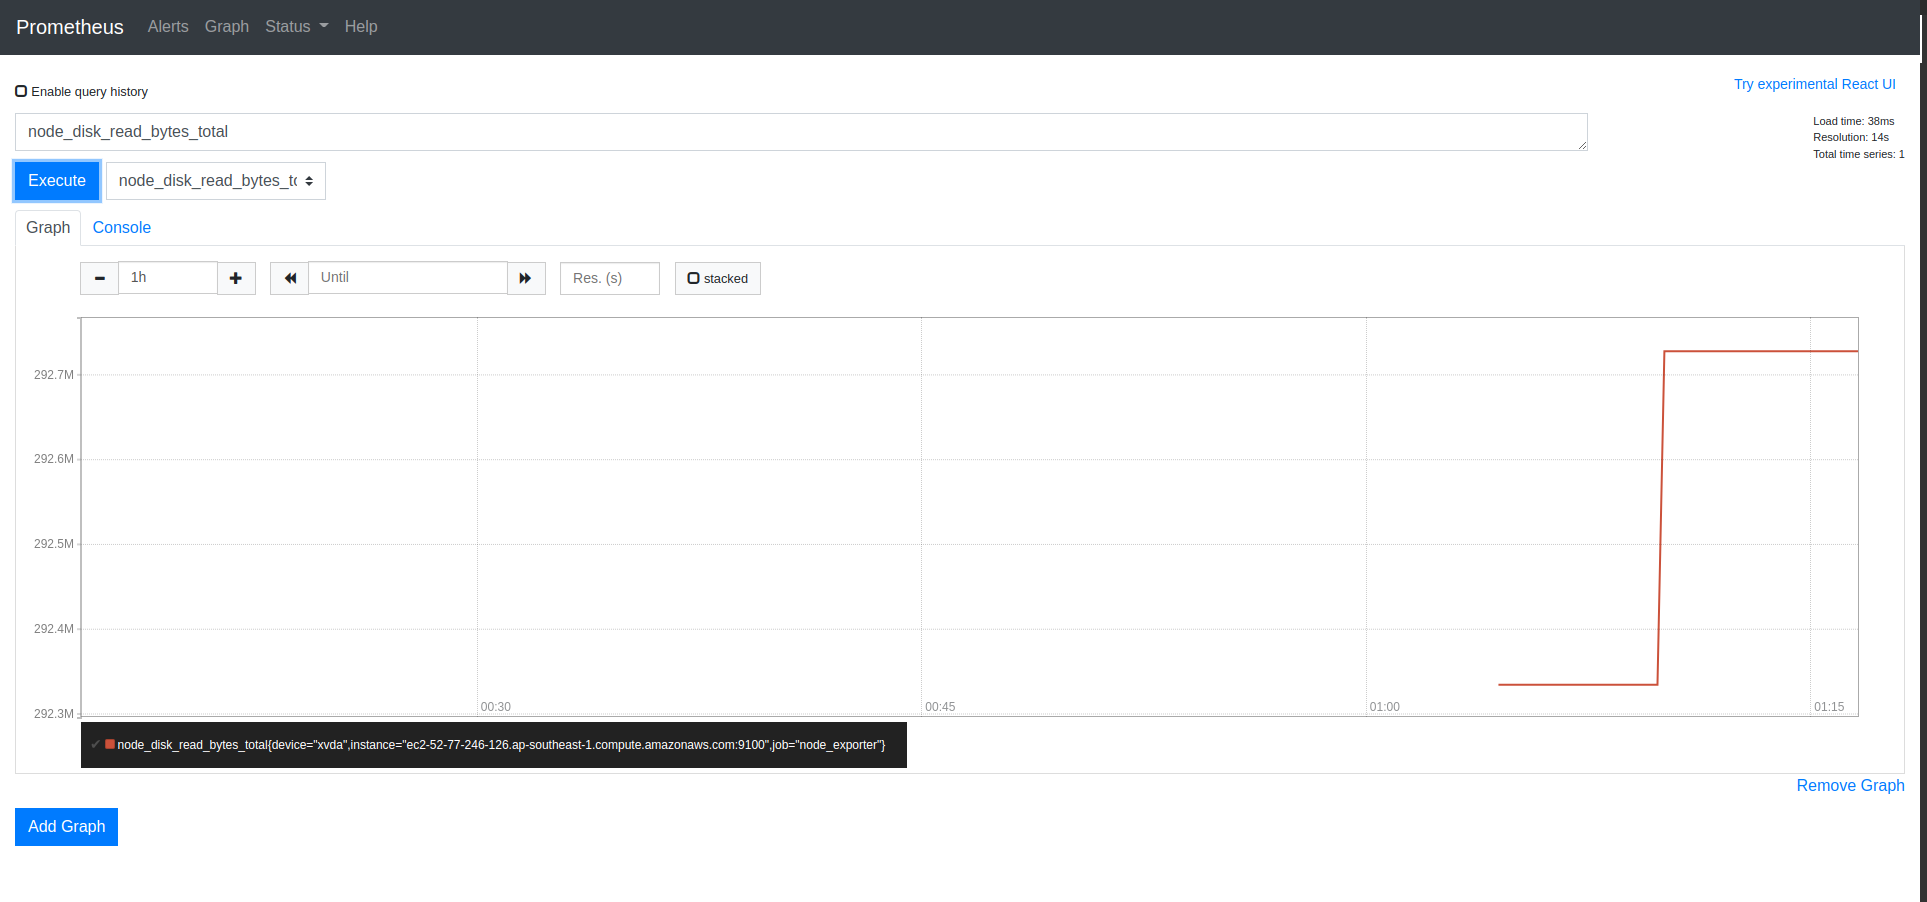 Prometheus Alerts Graph Status Help
Enable query history
Try experimental React UI
node_disk_read_bytes_total
Load time: 38ms
Resolution: 14s
Total time series: 1
Execute
node_disk_read_bytes_to
Graph
Console
1h
Until
Res. (s)
stacked
292.7M
292.6M
292.5M
292.4M
292.3M
00:30
00:45
01:00
01:15
node_disk_read_bytes_total{device="xvda",instance="ec2-52-77-246-126.ap-southeast-1.compute.amazonaws.com:9100",job="node_exporter"}
Remove Graph
Add Graph